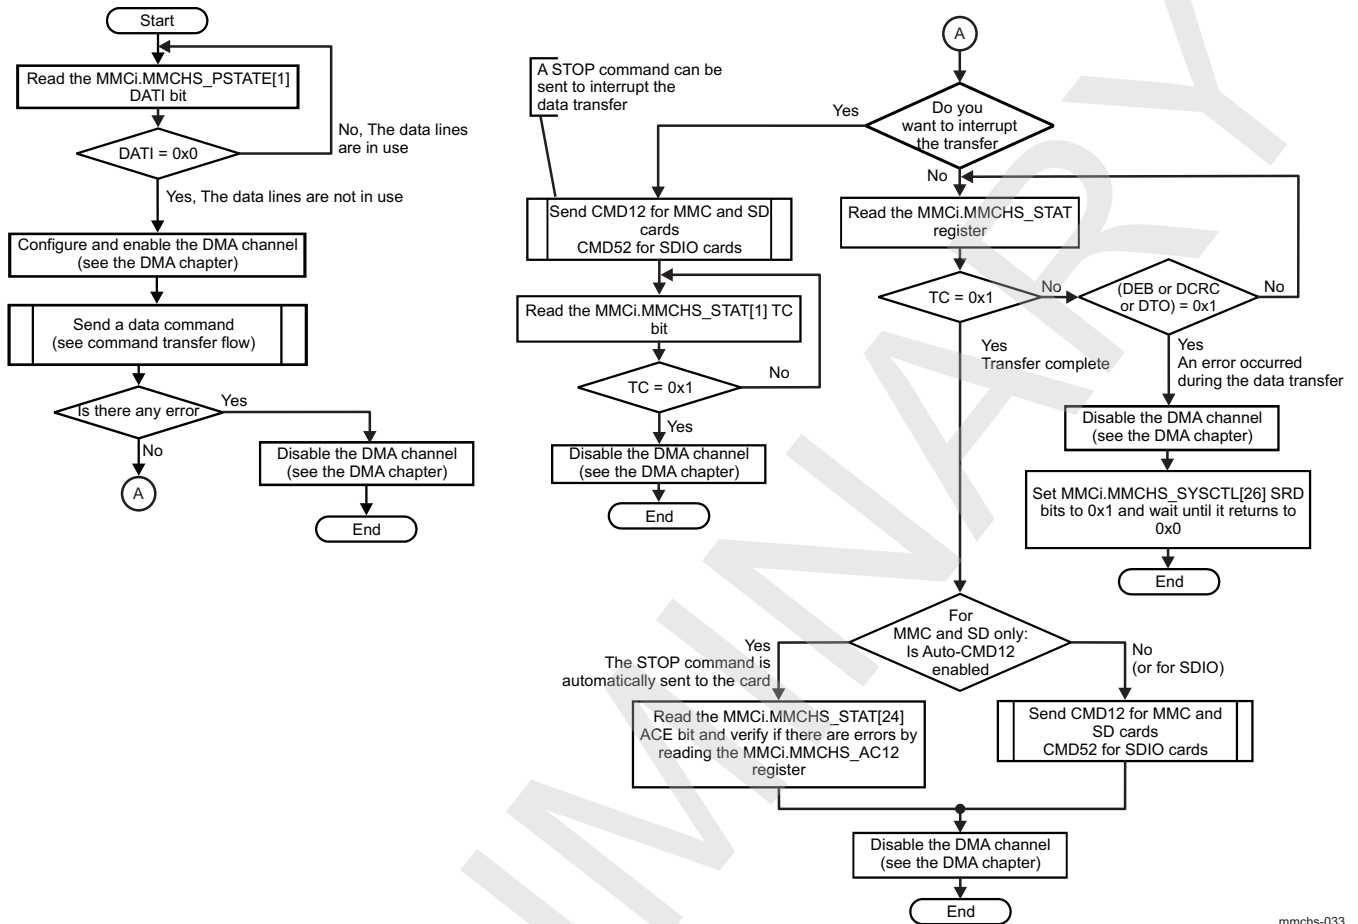 Start
Read the MMCi.MMCHS_PSTATE[1]
DATI bit
DATI = 0x0
No, The data lines
are in use
Yes, The data lines are not in use
Configure and enable the DMA channel
(see the DMA chapter)
Send a data command
(see command transfer flow)
Is there any error
Yes
No
A
Disable the DMA channel
(see the DMA chapter)
End
A
A STOP command can be
sent to interrupt the
data transfer
Do you
want to interrupt
the transfer
Yes
No
Send CMD12 for MMC and SD
cards
CMD52 for SDIO cards
Read the MMCi.MMCHS_STAT[1] TC
bit
TC = 0x1
No
Yes
Disable the DMA channel
(see the DMA chapter)
End
Read the MMCi.MMCHS_STAT
register
TC = 0x1
No
(DEB or DCRC
or DTO) = 0x1
No
Yes
Transfer complete
Yes
An error occurred
during the data transfer
Disable the DMA channel
(see the DMA chapter)
Set MMCi.MMCHS_SYSCTL[26] SRD
bits to 0x1 and wait until it returns to
0x0
End
For
MMC and SD only:
Is Auto-CMD12
enabled
Yes
The STOP command is
automatically sent to the card
No
(or for SDIO)
Read the MMCi.MMCHS_STAT[24]
ACE bit and verify if there are errors by
reading the MMCi.MMCHS_AC12
register
Send CMD12 for MMC and
SD cards
CMD52 for SDIO cards
Disable the DMA channel
(see the DMA chapter)
End
mmchs-033
IMINARY